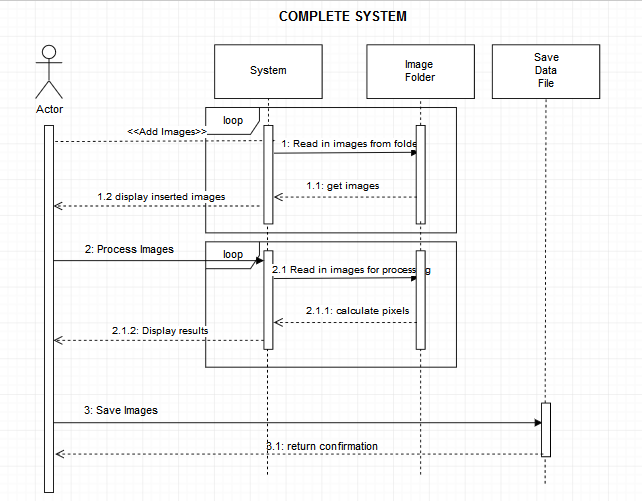 COMPLETE SYSTEM
System
Image
Folder
Save
Data
File
Actor
loop
<<Add Images>>
1: Read in images from folde
1.1: get images
1.2 display inserted images
2: Process Images
loop
2.1 Read in images for processing
2.1.1: calculate pixels
2.1.2: Display results
3: Save Images
3.1: return confirmation